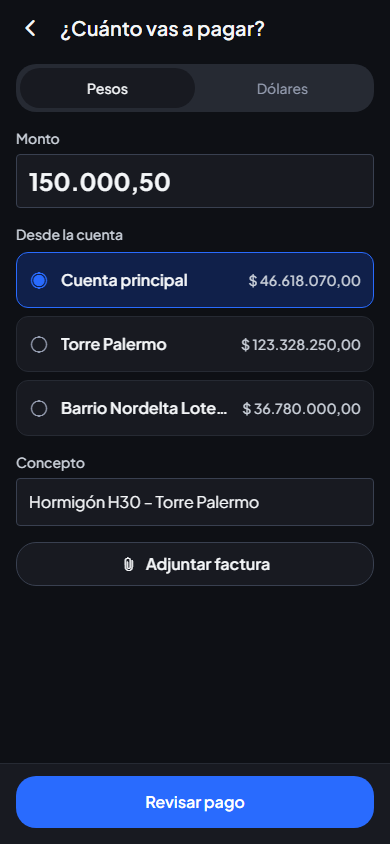 ¿Cuánto vas a pagar?
Pesos
Dólares
Monto
150.000,50
Desde la cuenta
Cuenta principal $ 46.618.070,00
Torre Palermo $ 123.328.250,00
Barrio Nordelta Lote... $ 36.780.000,00
Concepto
Hormigón H30 – Torre Palermo
Adjuntar factura
Revisar pago